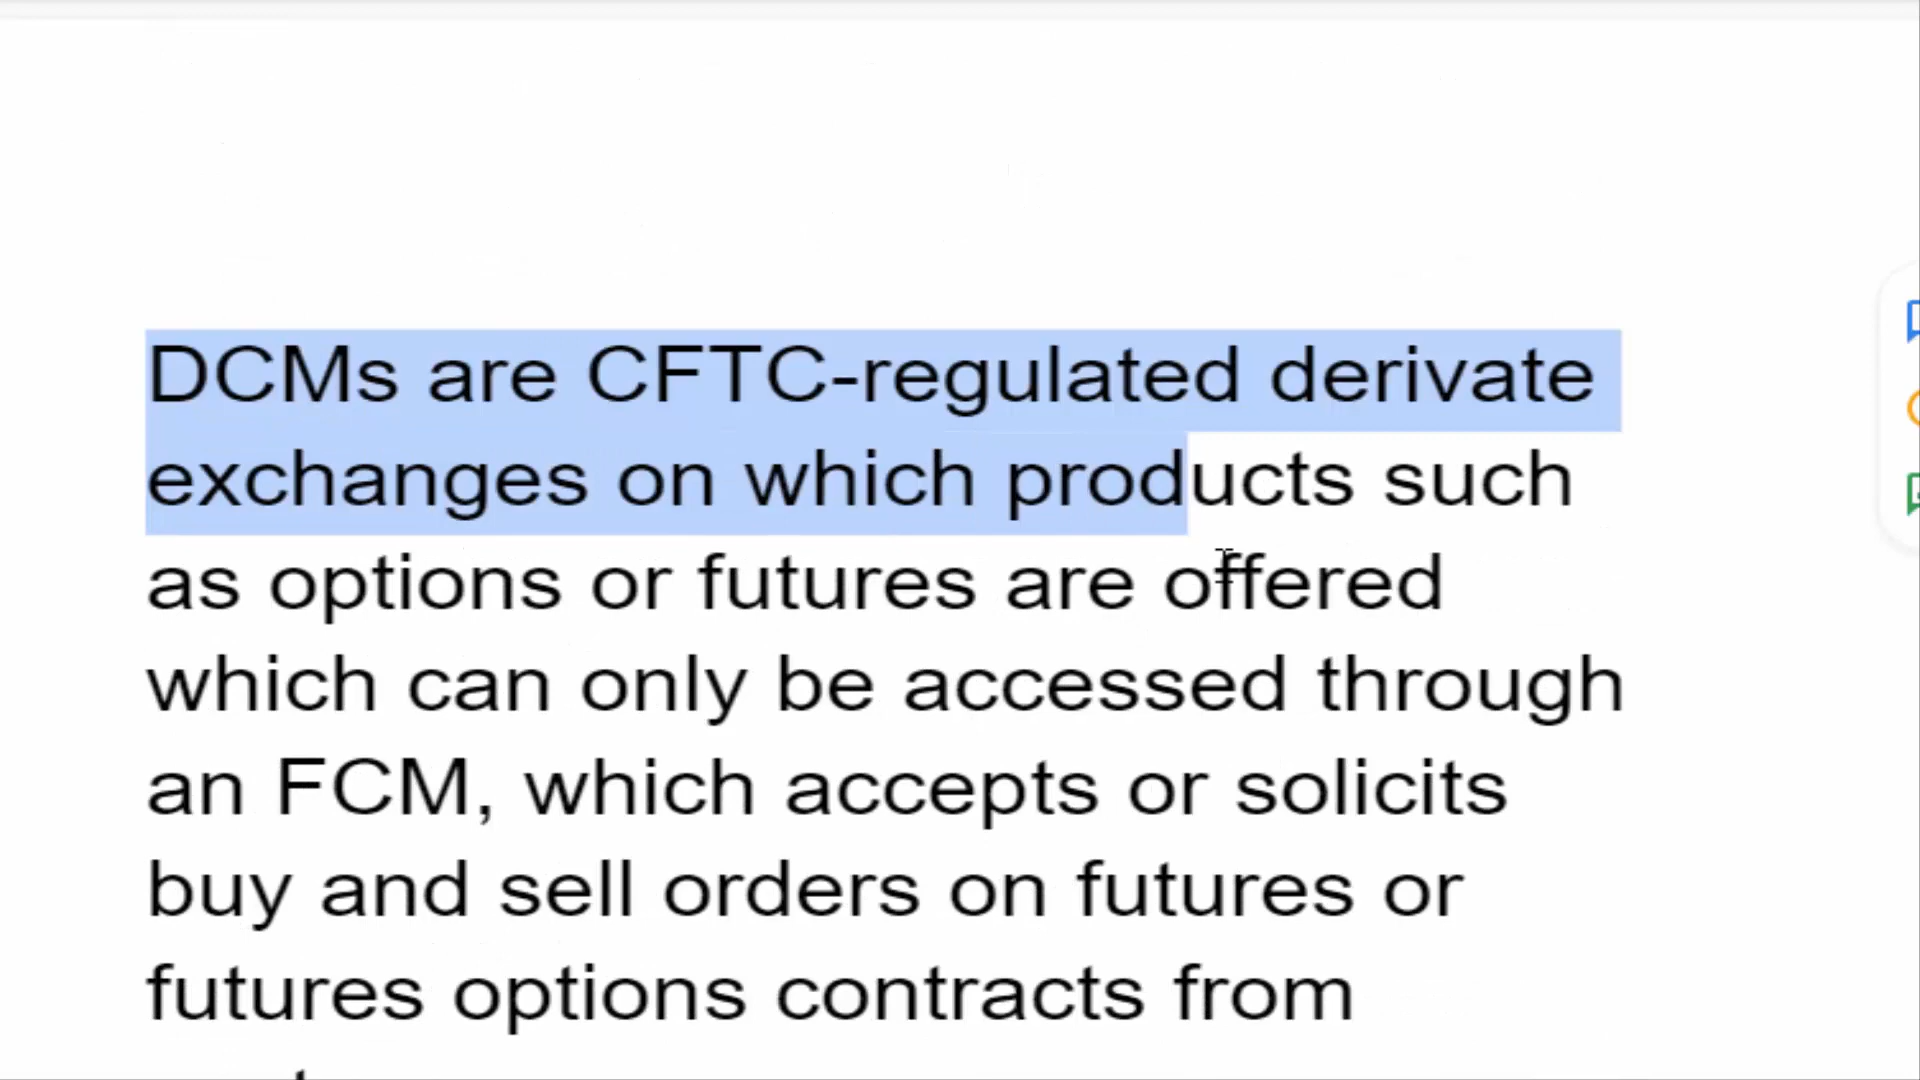 DCMs are CFTC-regulated derivate
exchanges on which products such
as options or futures are offered
which can only be accessed through
an FCM, which accepts or solicits
buy and sell orders on futures or
futures options contracts from